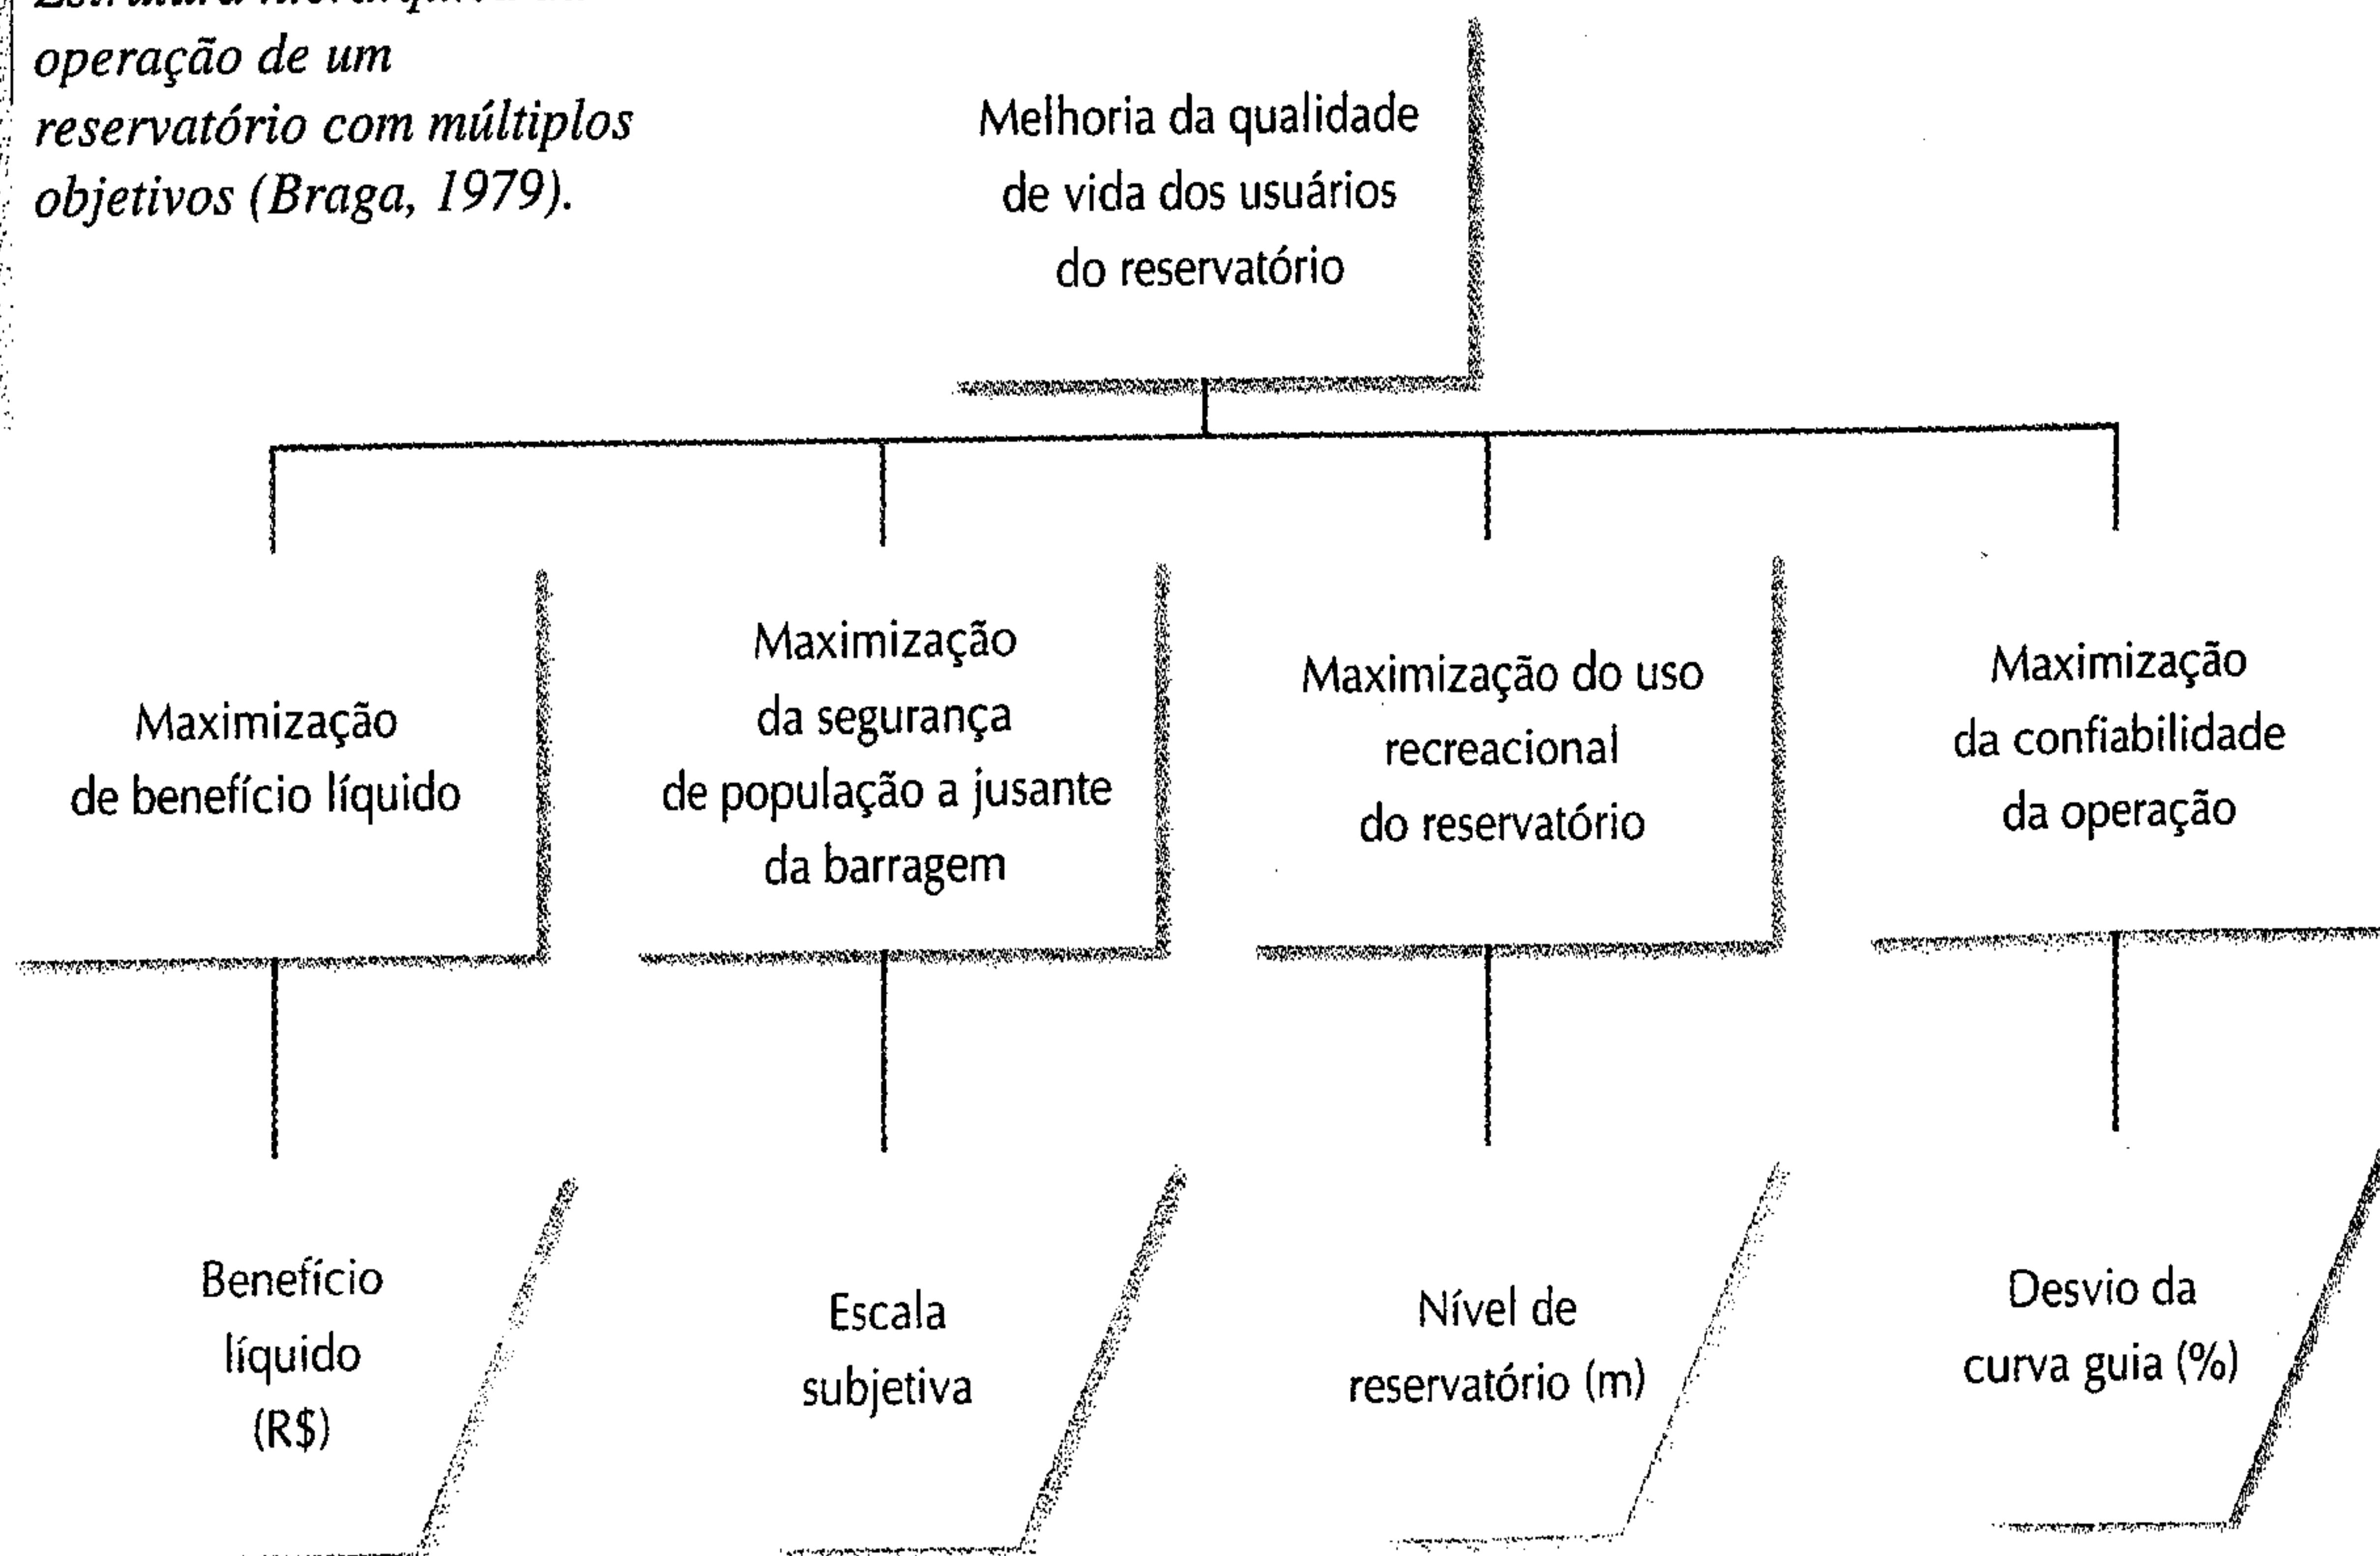 operação de um
reservatório com múltiplos
objetivos (Braga, 1979).
Melhoria da qualidade
de vida dos usuários
do reservatório
Maximização
de benefício líquido
Maximização
da segurança
de população a jusante
da barragem
Maximização do uso
recreacional
do reservatório
Maximização
da confiabilidade
da operação
Benefício
líquido
(R$)
Escala
subjetiva
Nível de
reservatório (m)
Desvio da
curva guia (%)